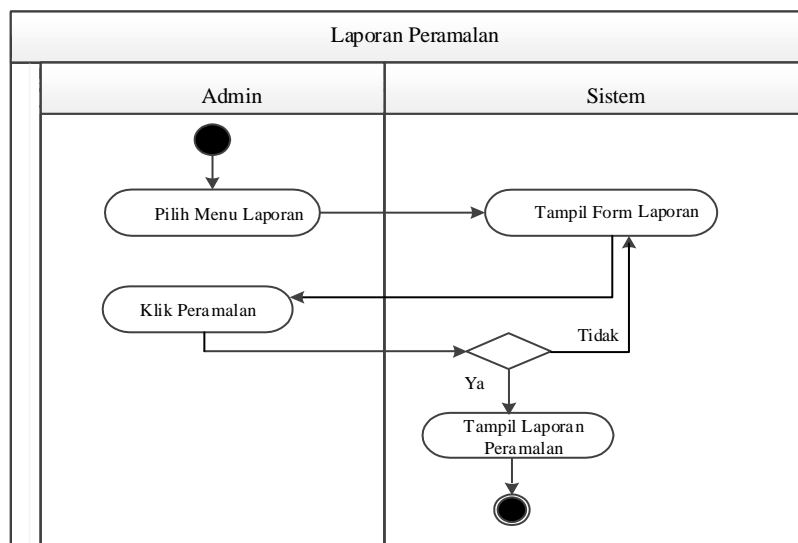 Laporan Peramalan
Admin
Sistem
Pilih Menu Laporan
Tampil Form Laporan
Klik Peramalan
Tidak
Ya
Tampil Laporan
Peramalan